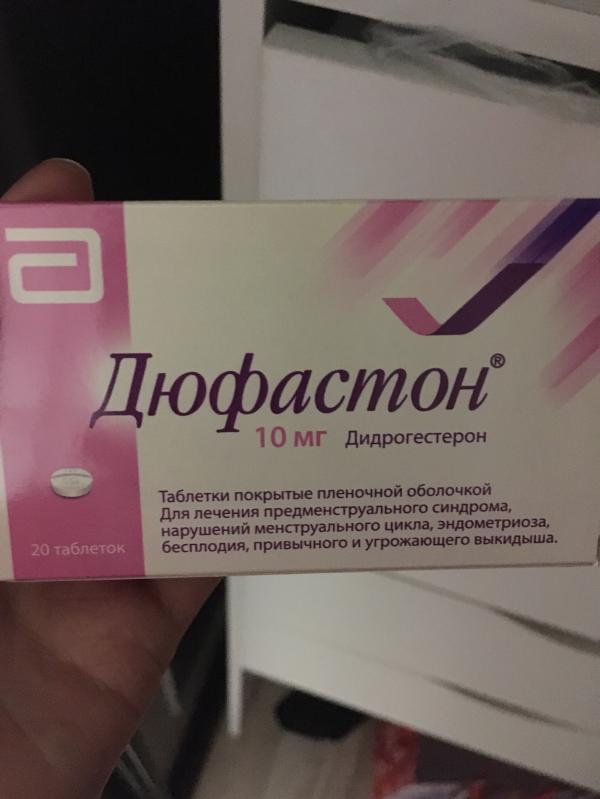 Дюфастон®
10 мг Дидрогестерон
Таблетки покрытые пленочной оболочкой
Для лечения предменструального синдрома,
нарушений менструального цикла, эндометриоза,
бесплодия, привычного и угрожающего выкидыша.
20 таблеток